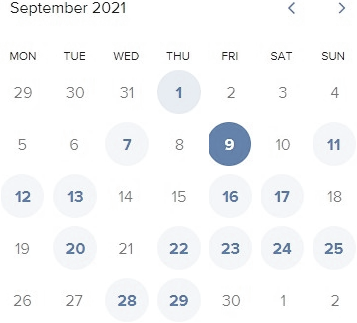 September 2021
MON TUE WED THU FRI SAT SUN
29 30 31 1 2 3 4
5 6 7 8 9 10 11
12 13 14 15 16 17 18
19 20 21 22 23 24 25
26 27 28 29 30 1 2